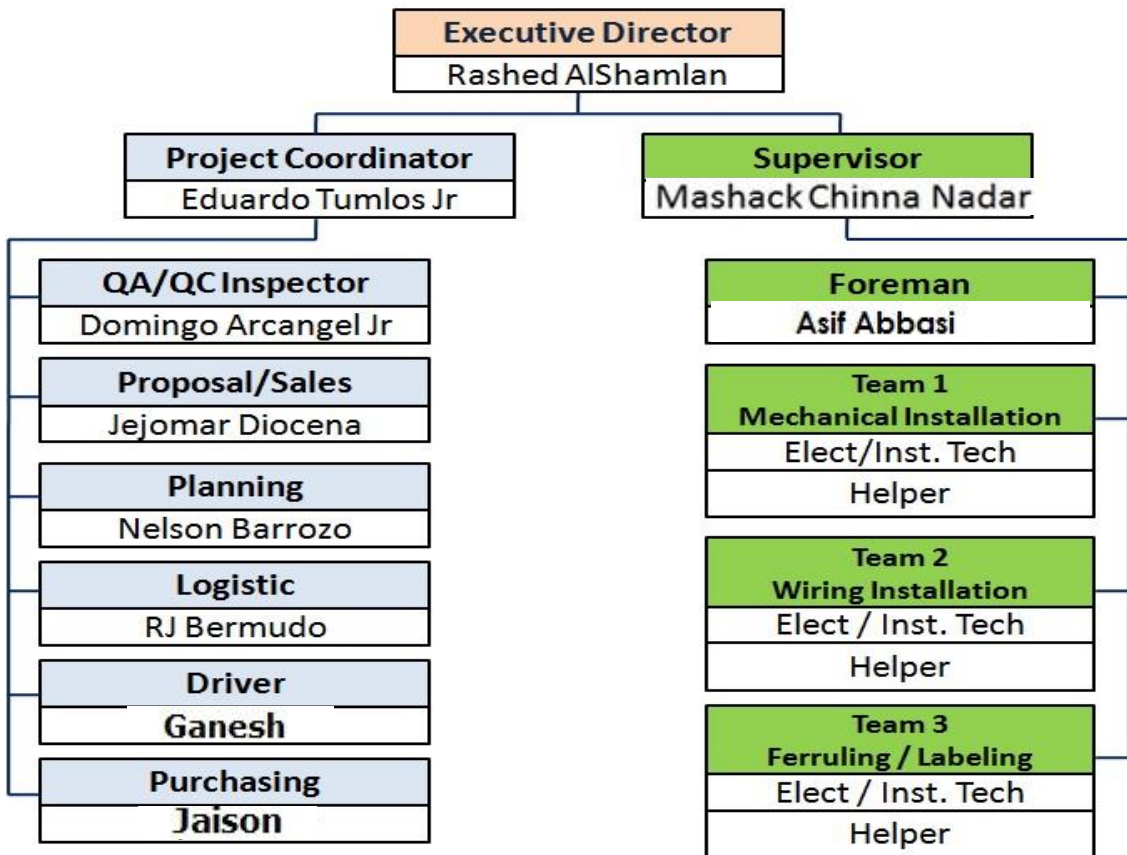 Executive Director
Rashed AlShamlan
Project Coordinator
Eduardo Tumlos Jr
QA/QC Inspector
Domingo Arcangel Jr
Proposal/Sales
Jejomar Diocena
Planning
Nelson Barrozo
Logistic
RJ Bermudo
Driver
Ganesh
Purchasing
Jaison
Supervisor
Mashack Chinna Nadar
Foreman
Asif Abbasi
Team 1
Mechanical Installation
Elect/Inst. Tech
Helper
Team 2
Wiring Installation
Elect / Inst. Tech
Helper
Team 3
Ferruling / Labeling
Elect / Inst. Tech
Helper